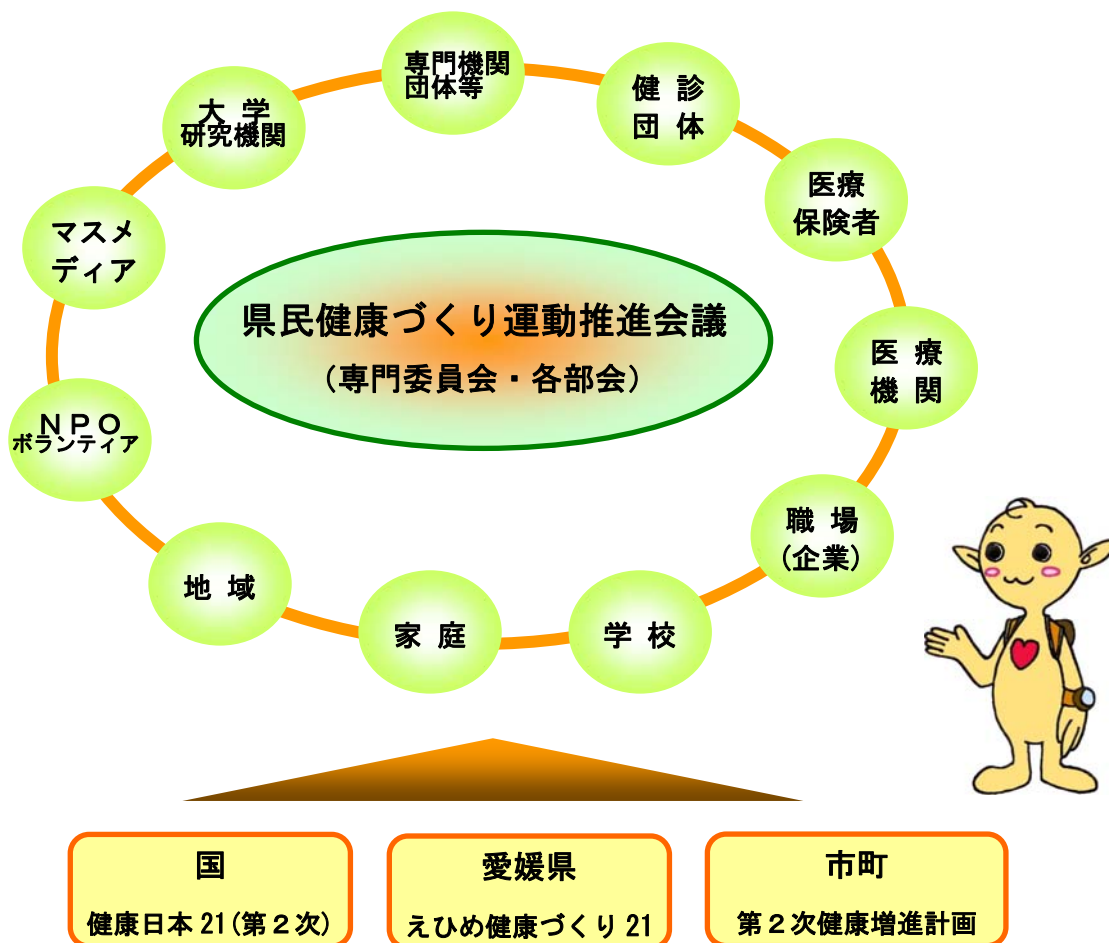 専門機関
団体等
健診
団体
医療
保険者
医療
機関
職場
(企業)
学校
家庭
地域
NPO
ボランティア
マスメ
ディア
大学
研究機関
県民健康づくり運動推進会議
(専門委員会・各部会)
国
健康日本21(第2次)
愛媛県
えひめ健康づくり21
市町
第2次健康増進計画